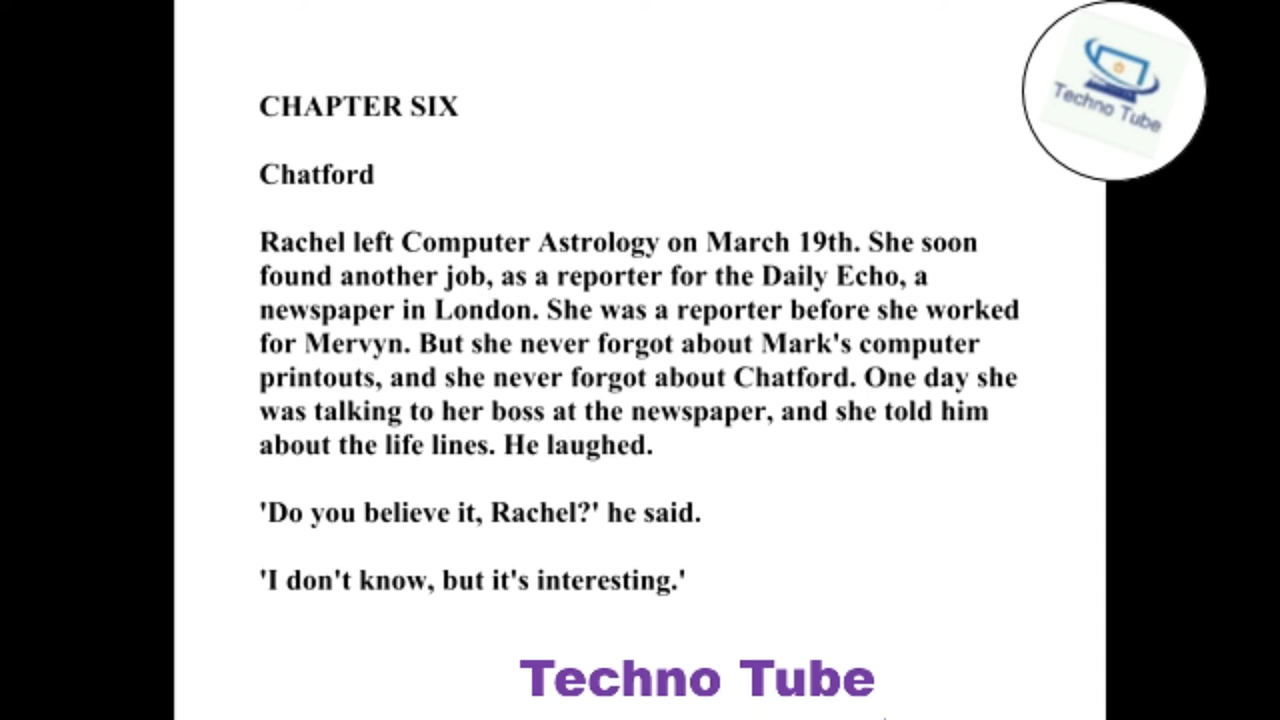 CHAPTER SIX
Techno Tube
Chatford
Rachel left Computer Astrology on March 19th. She soon
found another job, as a reporter for the Daily Echo, a
newspaper in London. She was a reporter before she worked
for Mervyn. But she never forgot about Mark's computer
printouts, and she never forgot about Chatford. One day she
was talking to her boss at the newspaper, and she told him
about the life lines. He laughed.
'Do you believe it, Rachel?' he said.
'I don't know, but it's interesting.'
Techno Tube